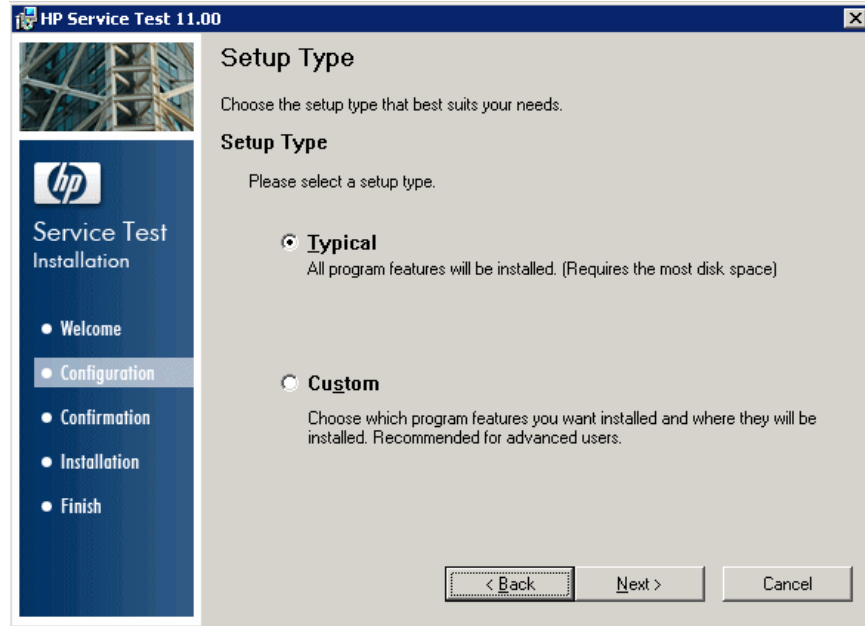 HP Service Test 11.00
Setup Type
Choose the setup type that best suits your needs.
Setup Type
Please select a setup type.
Typical
All program features will be installed. (Requires the most disk space)
Custom
Choose which program features you want installed and where they will be
installed. Recommended for advanced users.
hp
Service Test
Installation
Welcome
Configuration
Confirmation
Installation
Finish
< Back
Next >
Cancel